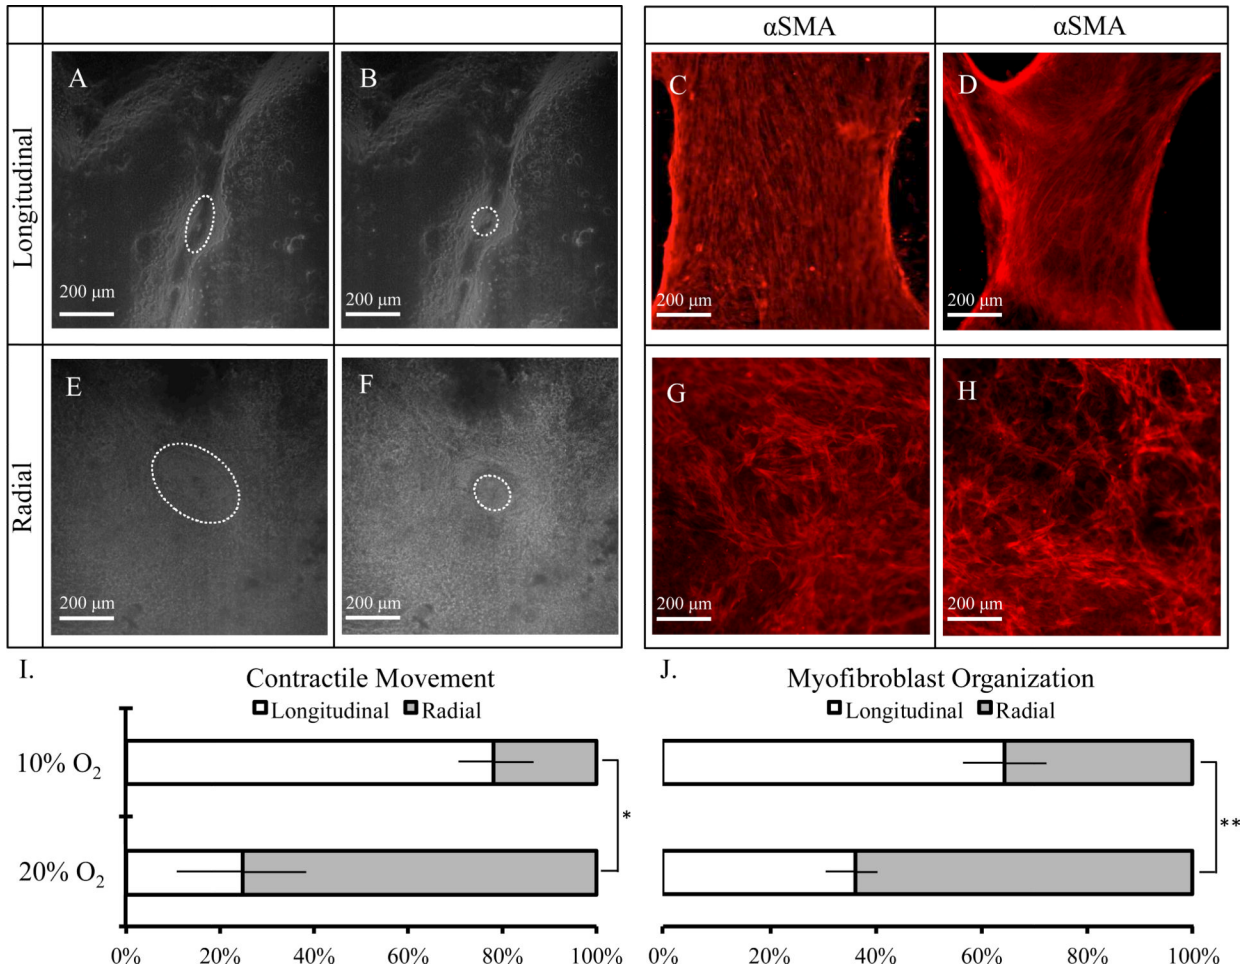 αSMA
αSMA
Longitudinal
A
200 μm
B
200 μm
C
200 μm
D
200 μm
Radial
E
200 μm
F
200 μm
G
200 μm
H
200 μm
I.
Contractile Movement
Longitudinal Radial
10% O₂
20% O₂
*
0% 20% 40% 60% 80% 100%
J.
Myofibroblast Organization
Longitudinal Radial
**
0% 20% 40% 60% 80% 100%